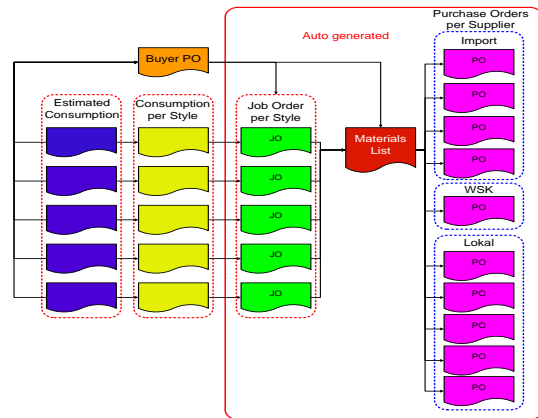 Purchase Orders
per Supplier
Auto generated
Import
Buyer PO
PO
PO
PO
PO
Estimated
Consumption
Consumption
per Style
Job Order
per Style
JO
JO
JO
JO
JO
Materials
List
WSK
PO
Lokal
PO
PO
PO
PO
PO